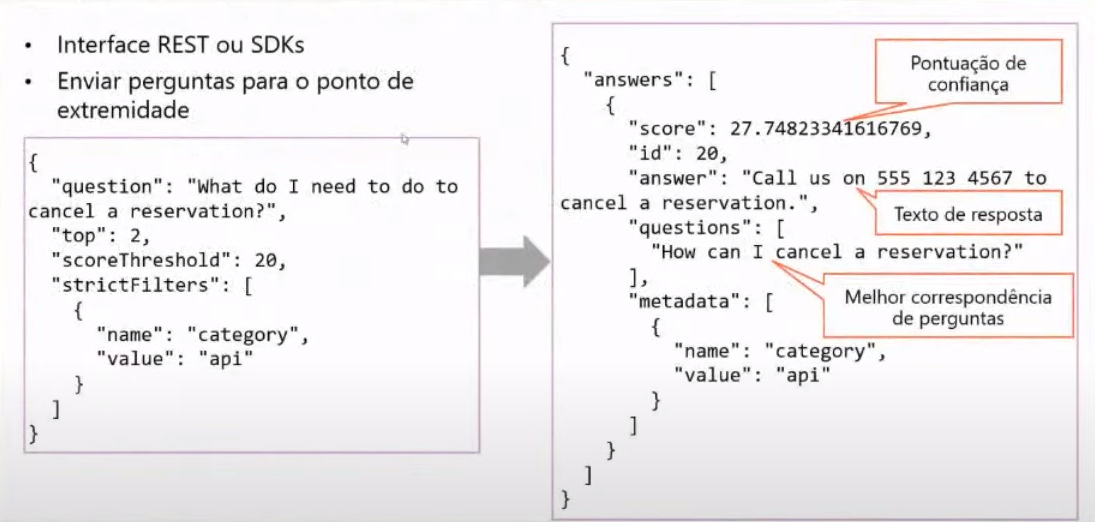 • Interface REST ou SDKs
• Enviar perguntas para o ponto de
extremidade
{
"question": "What do I need to do to
cancel a reservation?",
"top": 2,
"scoreThreshold": 20,
"strictFilters": [
{
"name": "category",
"value": "api"
}
]
}
{
"answers": [
{
"score": 27.74823341616769,
"id": 20,
"answer": "Call us on 555 123 4567 to
cancel a reservation.",
"questions": [
"How can I cancel a reservation?"
],
"metadata": [
{
"name": "category",
"value": "api"
}
]
}
]
}
Pontuação de
confiança
Texto de resposta
Melhor correspondência
de perguntas